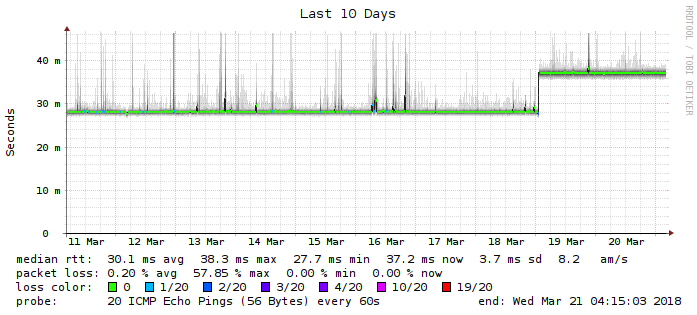 Last 10 Days
RRDTOOL / TOBI OETIKER
Seconds
40 m
30 m
20 m
10 m
0
11 Mar 12 Mar 13 Mar 14 Mar 15 Mar 16 Mar 17 Mar 18 Mar 19 Mar 20 Mar
median rtt: 30.1 ms avg 38.3 ms max 27.7 ms min 37.2 ms now 3.7 ms sd 8.2 am/s
packet loss: 0.20 % avg 57.85 % max 0.00 % min 0.00 % now
loss color: 0 1/20 2/20 3/20 4/20 10/20 19/20
probe: 20 ICMP Echo Pings (56 Bytes) every 60s end: Wed Mar 21 04:15:03 2018